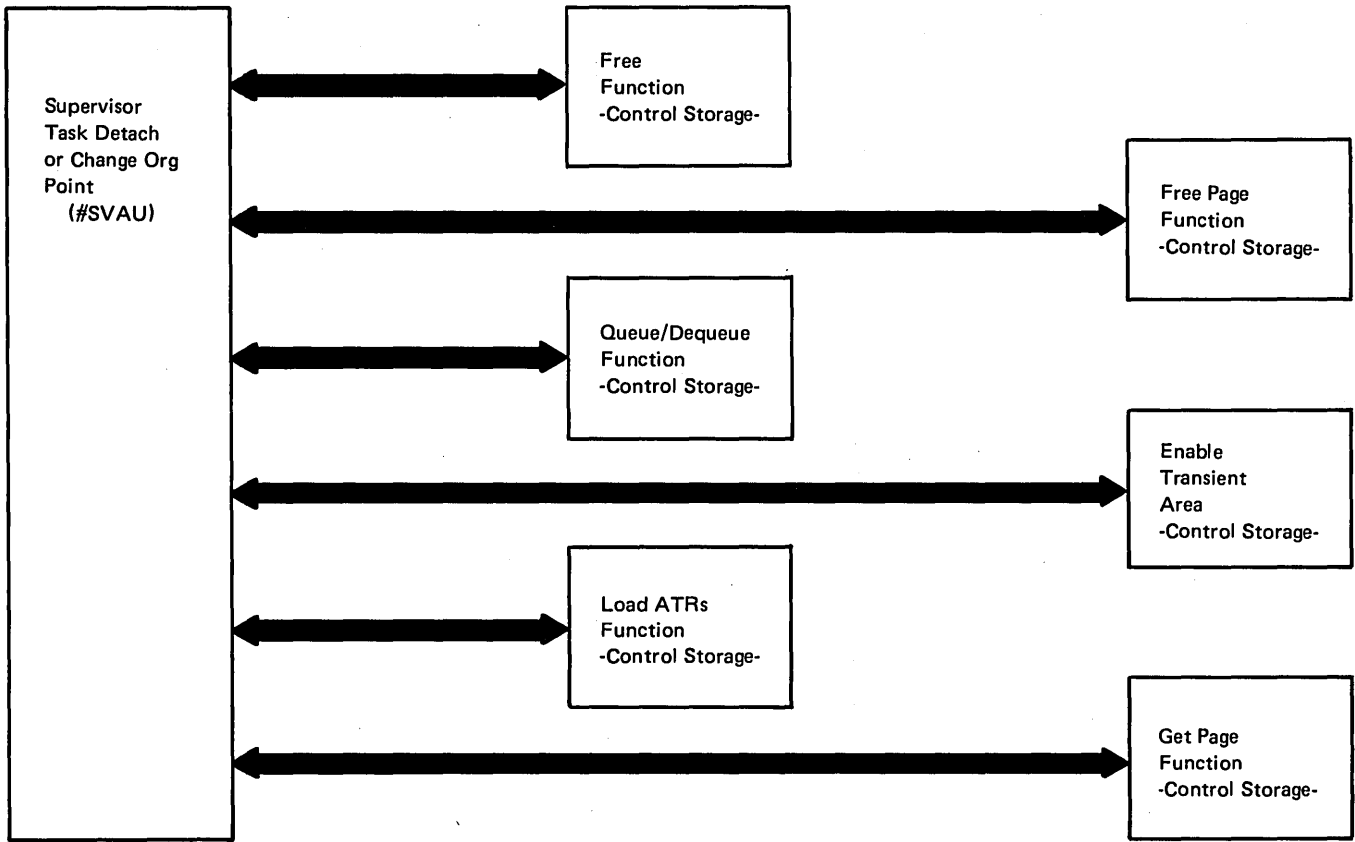 Supervisor
Task Detach
or Change Org
Point
(#SVAU)
Free
Function
-Control Storage-
Free Page
Function
-Control Storage-
Queue/Dequeue
Function
-Control Storage-
Enable
Transient
Area
-Control Storage-
Load ATRs
Function
-Control Storage-
Get Page
Function
-Control Storage-